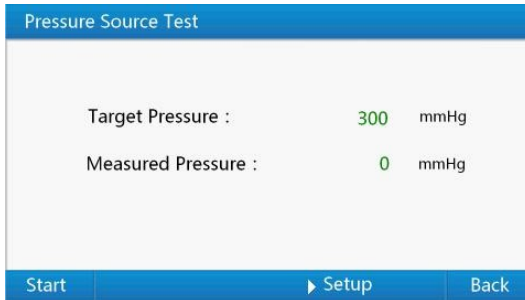 Pressure Source Test
Target Pressure : 300 mmHg
Measured Pressure : 0 mmHg
Start Setup Back